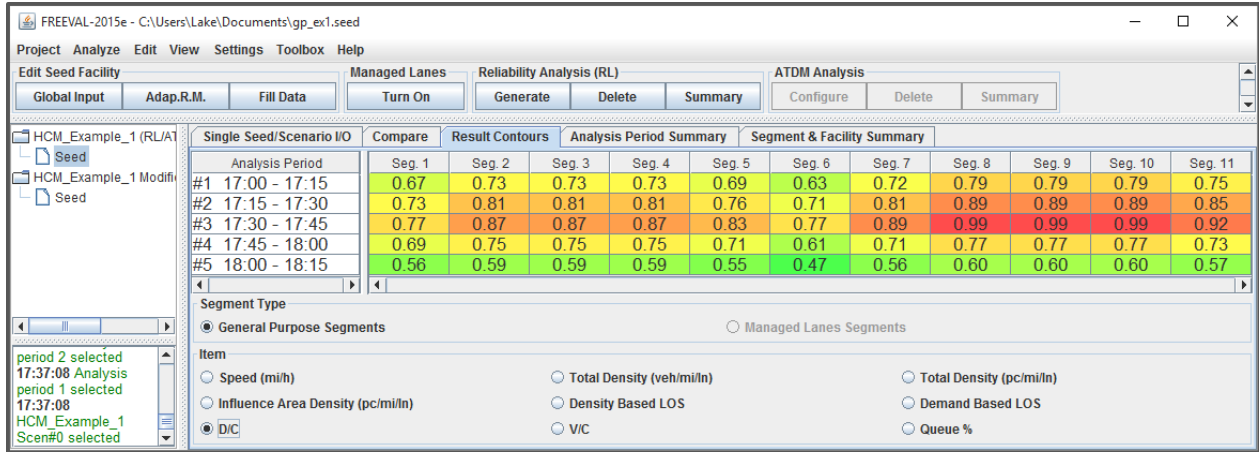 FREEVAL-2015e - C:\Users\Lake\Documents\gp_ex1.seed
Project Analyze Edit View Settings Toolbox Help
Edit Seed Facility Managed Lanes Reliability Analysis (RL) ATDM Analysis
Global Input Adap.R.M. Fill Data Turn On Generate Delete Summary Configure Delete Summary
HCM_Example_1 (RL/AT
Seed
HCM_Example_1 Modifi
Seed
Single Seed/Scenario I/O Compare Result Contours Analysis Period Summary Segment & Facility Summary
Analysis Period Seg. 1 Seg. 2 Seg. 3 Seg. 4 Seg. 5 Seg. 6 Seg. 7 Seg. 8 Seg. 9 Seg. 10 Seg. 11
#1 17:00 - 17:15 0.67 0.73 0.73 0.73 0.69 0.63 0.72 0.79 0.79 0.79 0.75
#2 17:15 - 17:30 0.73 0.81 0.81 0.81 0.76 0.71 0.81 0.89 0.89 0.89 0.85
#3 17:30 - 17:45 0.77 0.87 0.87 0.87 0.83 0.77 0.89 0.99 0.99 0.99 0.92
#4 17:45 - 18:00 0.69 0.75 0.75 0.75 0.71 0.61 0.71 0.77 0.77 0.77 0.73
#5 18:00 - 18:15 0.56 0.59 0.59 0.59 0.55 0.47 0.56 0.60 0.60 0.60 0.57
Segment Type
General Purpose Segments Managed Lanes Segments
Item
Speed (mi/h) Total Density (veh/mi/ln) Total Density (pc/mi/ln)
Influence Area Density (pc/mi/ln) Density Based LOS Demand Based LOS
D/C V/C Queue %
period 2 selected
17:37:08 Analysis
period 1 selected
17:37:08
HCM_Example_1
Scen#0 selected